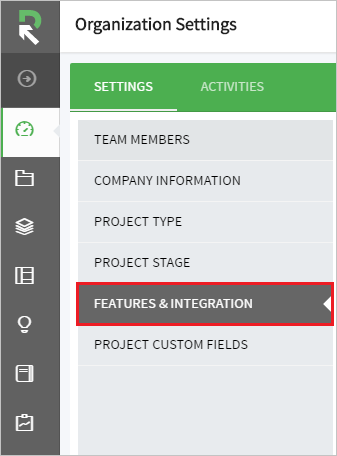 Organization Settings
SETTINGS ACTIVITIES
TEAM MEMBERS
COMPANY INFORMATION
PROJECT TYPE
PROJECT STAGE
FEATURES & INTEGRATION
PROJECT CUSTOM FIELDS